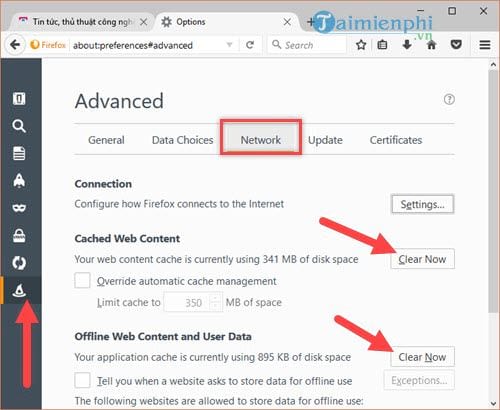 Tin tức, thủ thuật công ngh
Options
Firefox
about:preferences#advanced
Search
Taimienphi
.vn
Advanced
General
Data Choices
Network
Update
Certificates
Connection
Configure how Firefox connects to the Internet
Settings...
Cached Web Content
Your web content cache is currently using 341 MB of disk space
Clear Now
Override automatic cache management
Limit cache to 350 MB of space
Offline Web Content and User Data
Your application cache is currently using 895 KB of disk space
Clear Now
Tell you when a website asks to store data for offline use
Exceptions...
The following websites are allowed to store data for offline use: